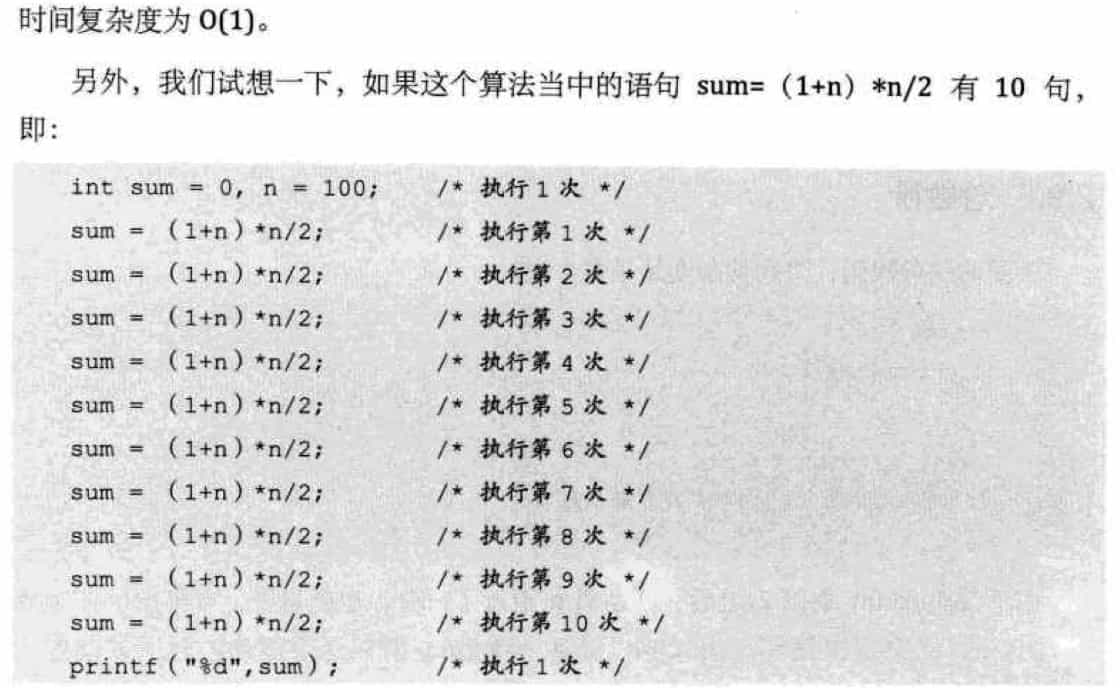 时间复杂度为 O(1)。
另外，我们试想一下，如果这个算法当中的语句 sum=（1+n）*n/2 有 10 句，
即：
int sum = 0, n = 100; /* 执行 1 次 */
sum = (1+n)*n/2; /* 执行第 1 次 */
sum = (1+n)*n/2; /* 执行第 2 次 */
sum = (1+n)*n/2; /* 执行第 3 次 */
sum = (1+n)*n/2; /* 执行第 4 次 */
sum = (1+n)*n/2; /* 执行第 5 次 */
sum = (1+n)*n/2; /* 执行第 6 次 */
sum = (1+n)*n/2; /* 执行第 7 次 */
sum = (1+n)*n/2; /* 执行第 8 次 */
sum = (1+n)*n/2; /* 执行第 9 次 */
sum = (1+n)*n/2; /* 执行第 10 次 */
printf("%d",sum); /* 执行 1 次 */